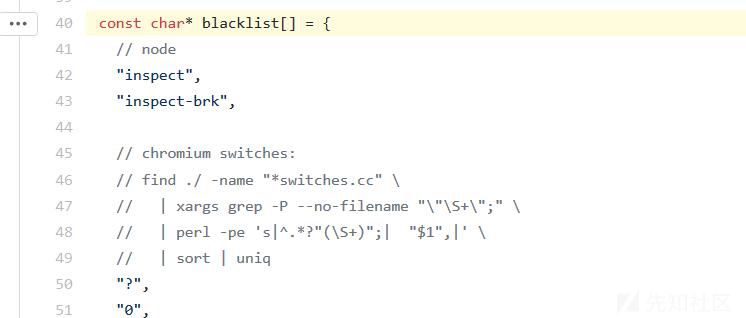 40 const char* blacklist[] = {
41 // node
42 "inspect",
43 "inspect-brk",
44
45 // chromium switches:
46 // find ./ -name "*switches.cc" \
47 //   | xargs grep -P --no-filename "\"\S+\";" \
48 //   | perl -pe 's|^.*?"(\S+)";|  "$1",|' \
49 //   | sort | uniq
50 "?",
51 "0",
先知社区